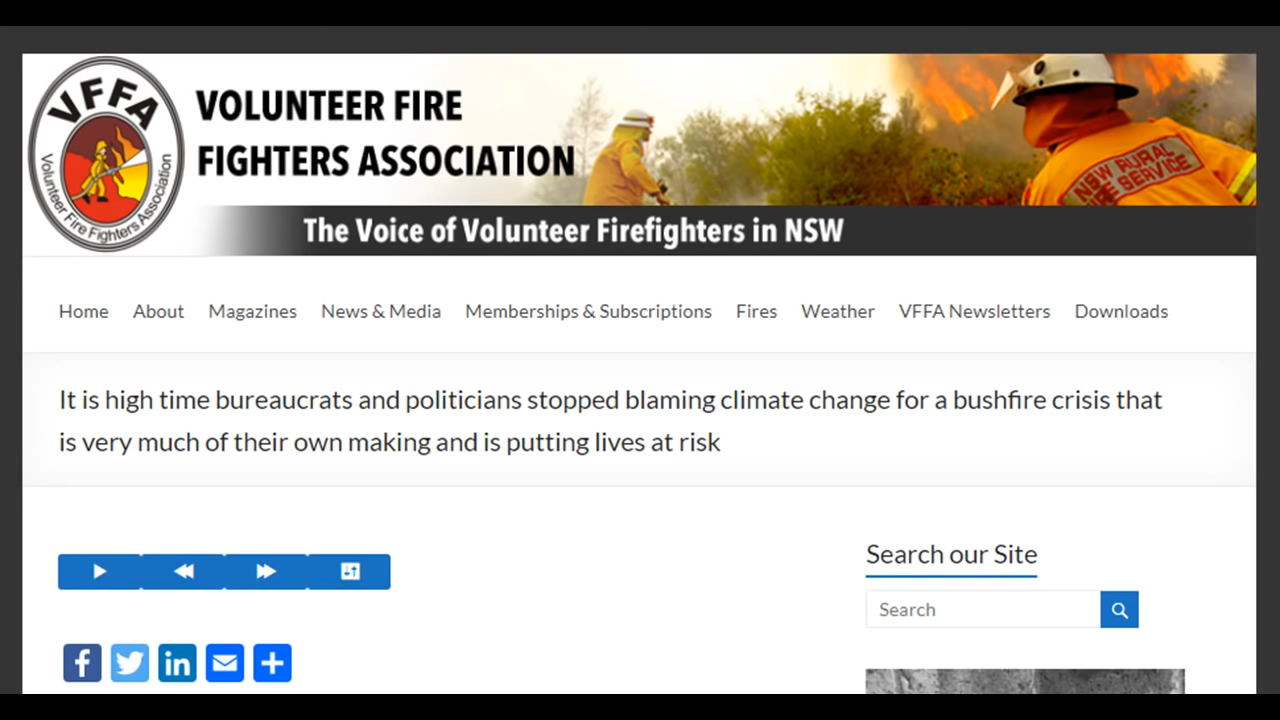 VFFA
Volunteer Fire Fighters Association
VOLUNTEER FIRE
FIGHTERS ASSOCIATION
NSW RURAL
FIRE SERVICE
The Voice of Volunteer Firefighters in NSW
Home About Magazines News & Media Memberships & Subscriptions Fires Weather VFFA Newsletters Downloads
It is high time bureaucrats and politicians stopped blaming climate change for a bushfire crisis that
is very much of their own making and is putting lives at risk
Search our Site
Search